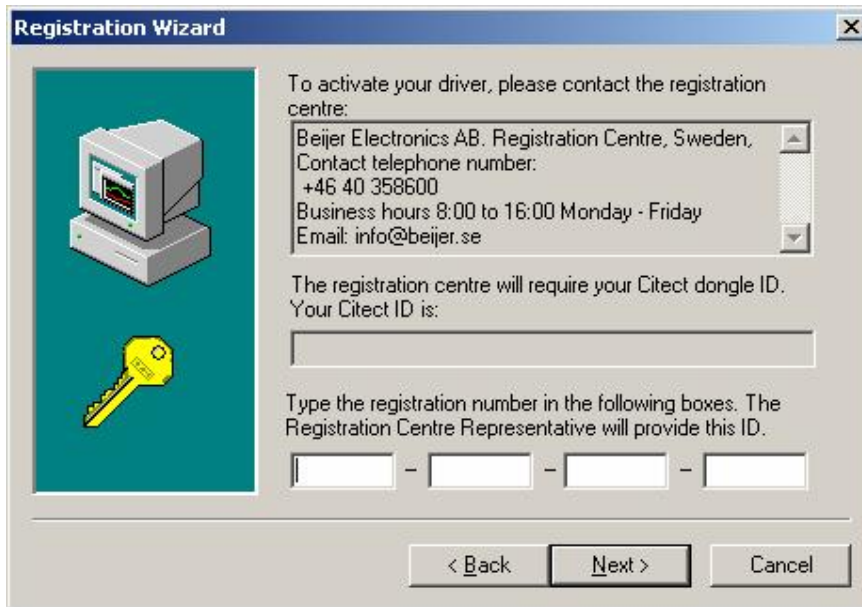 Registration Wizard
To activate your driver, please contact the registration
centre:
Beijer Electronics AB. Registration Centre, Sweden,
Contact telephone number:
+46 40 358600
Business hours 8:00 to 16:00 Monday - Friday
Email: info@beijer.se
The registration centre will require your Citect dongle ID.
Your Citect ID is:
Type the registration number in the following boxes. The
Registration Centre Representative will provide this ID.
– – –
< Back Next > Cancel